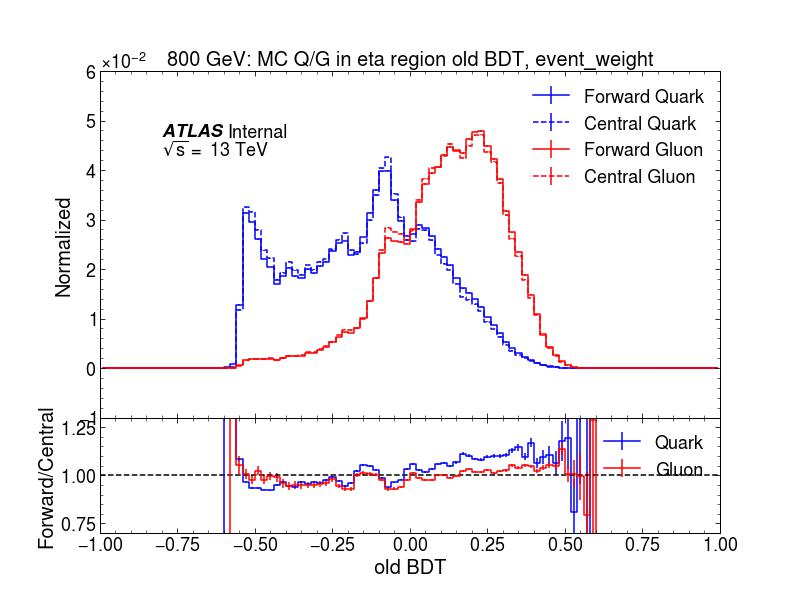 ×10⁻² 800 GeV: MC Q/G in eta region old BDT, event_weight
6
5
4
3
2
1
0
−1
Normalized
ATLAS Internal
√s = 13 TeV
Forward Quark
Central Quark
Forward Gluon
Central Gluon
1.25
1.00
0.75
Forward/Central
Quark
Gluon
−1.00 −0.75 −0.50 −0.25 0.00 0.25 0.50 0.75 1.00
old BDT